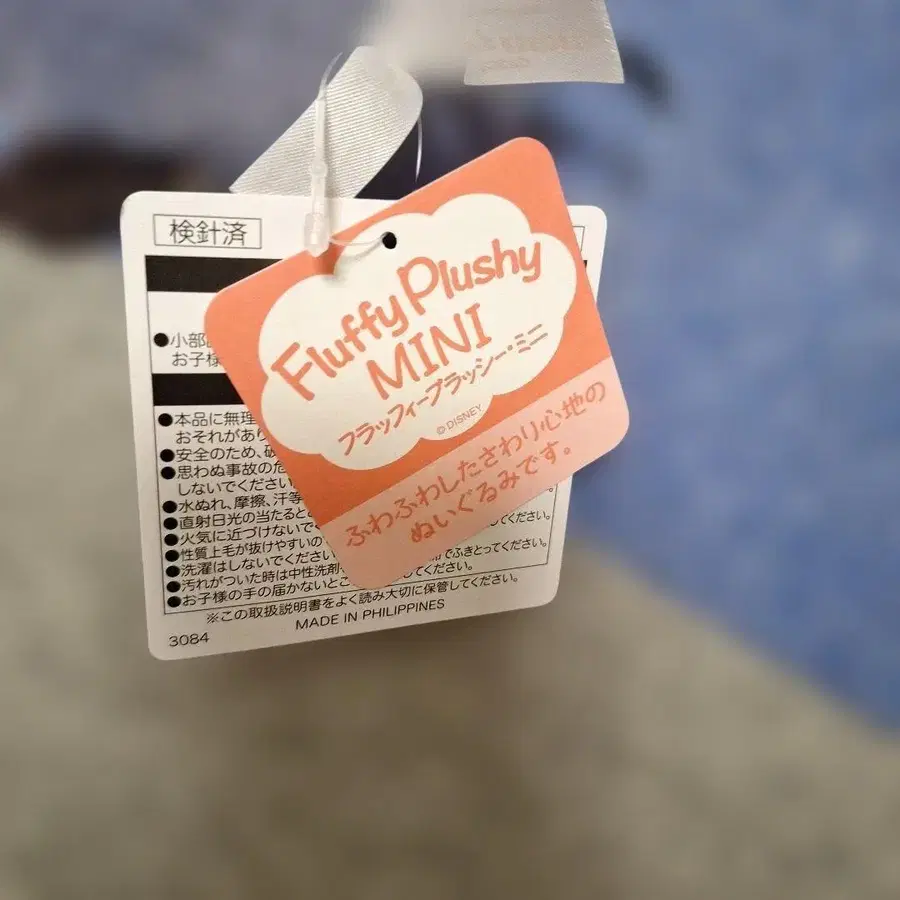 検針済
Fluffy Plushy
MINI
フラッフィープラッシー・ミニ
© DISNEY
ふわふわしたさわり心地の
ぬいぐるみです。
●小部
お子様
●本品に無理
おそれがあり
●安全のため、破
●思わぬ事故の危
しないでください。
●水ぬれ、摩擦、汗等
●直射日光の当たると
てください。
●火気に近づけないで
●性質上毛が抜けやすいの
●洗濯はしないでください
●汚れがついた時は中性洗剤 でふきとってください。
●お子様の手の届かないとこ してください。
※この取扱説明書をよく読み大切に保管してください。
MADE IN PHILIPPINES
3084